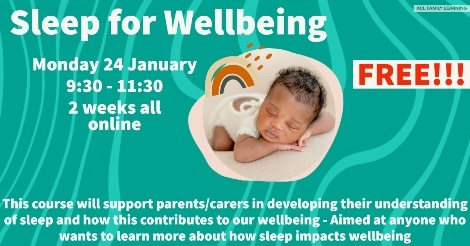 ACL FAMILY LEARNING
Sleep for Wellbeing
Monday 24 January
9:30 - 11:30
2 weeks all
online
FREE!!!
This course will support parents/carers in developing their understanding
of sleep and how this contributes to our wellbeing - Aimed at anyone who
wants to learn more about how sleep impacts wellbeing